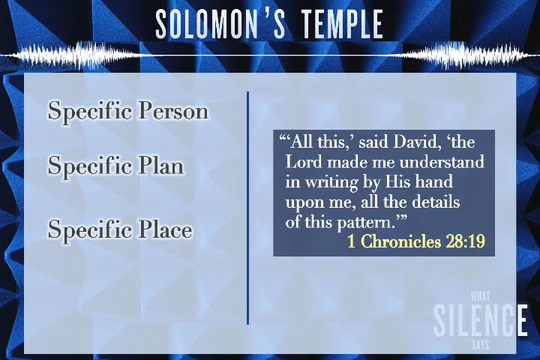 SOLOMON'S TEMPLE
Specific Person
Specific Plan
Specific Place
“‘All this,’ said David, ‘the
Lord made me understand
in writing by His hand
upon me, all the details
of this pattern.’”
1 Chronicles 28:19
WHAT
SILENCE
SAYS